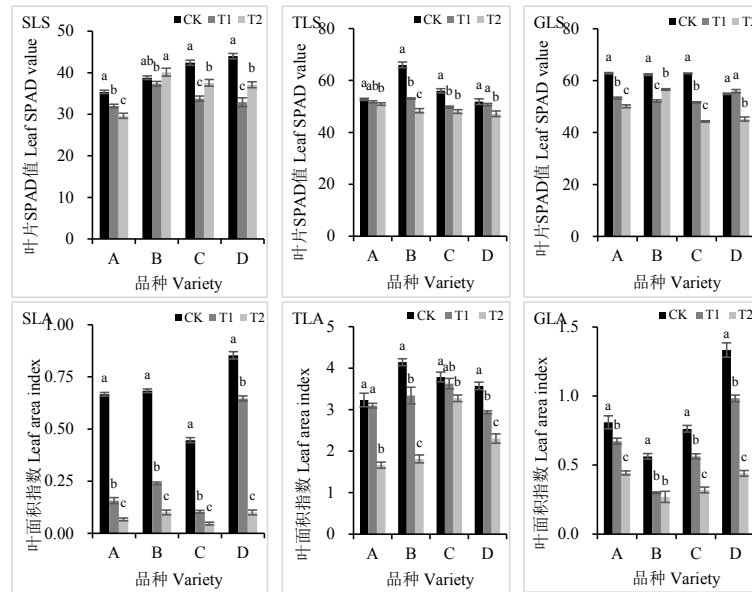 SLS
CK T1 T2
50
40
30
20
10
0
a b c
ab b a
a c b
a c b
A B C D
叶片SPAD值 Leaf SPAD value
品种 Variety
TLS
CK T1 T2
80
60
40
20
0
a ab b
a b c
a b b
a a b
A B C D
叶片SPAD值 Leaf SPAD value
品种 Variety
GLS
CK T1 T2
80
60
40
20
0
a b c
a c b
a b c
a a b
A B C D
叶片SPAD值 Leaf SPAD value
品种 Variety
SLA
CK T1 T2
1.00
0.75
0.50
0.25
0.00
a b c
a b c
a b c
a b c
A B C D
叶面积指数 Leaf area index
品种 Variety
TLA
CK T1 T2
5
4
3
2
1
0
a a b
a b c
a ab b
a b c
A B C D
叶面积指数 Leaf area index
品种 Variety
GLA
CK T1 T2
1.5
1.0
0.5
0.0
a b c
a b b
a b c
a b c
A B C D
叶面积指数 Leaf area index
品种 Variety